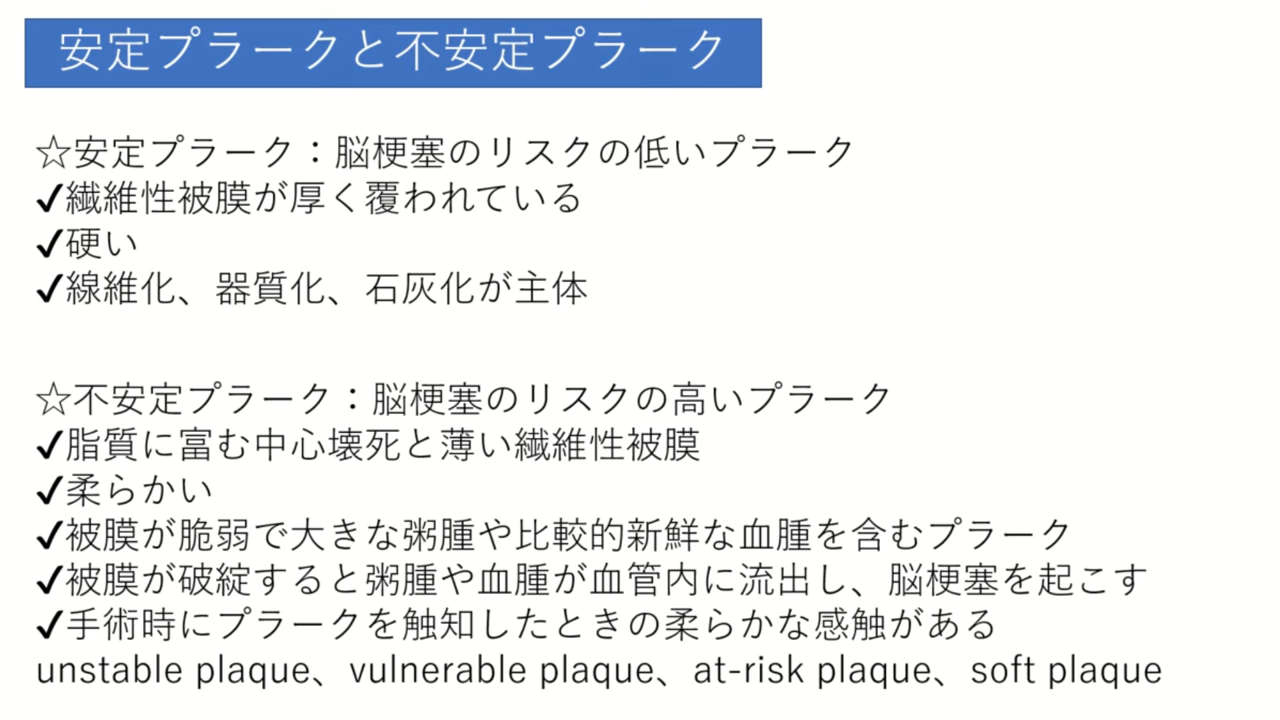 安定プラークと不安定プラーク
☆安定プラーク：脳梗塞のリスクの低いプラーク
✓繊維性被膜が厚く覆われている
✓硬い
✓線維化、器質化、石灰化が主体
☆不安定プラーク：脳梗塞のリスクの高いプラーク
✓脂質に富む中心壊死と薄い繊維性被膜
✓柔らかい
✓被膜が脆弱で大きな粥腫や比較的新鮮な血腫を含むプラーク
✓被膜が破綻すると粥腫や血腫が血管内に流出し、脳梗塞を起こす
✓手術時にプラークを触知したときの柔らかな感触がある
unstable plaque、vulnerable plaque、at-risk plaque、soft plaque